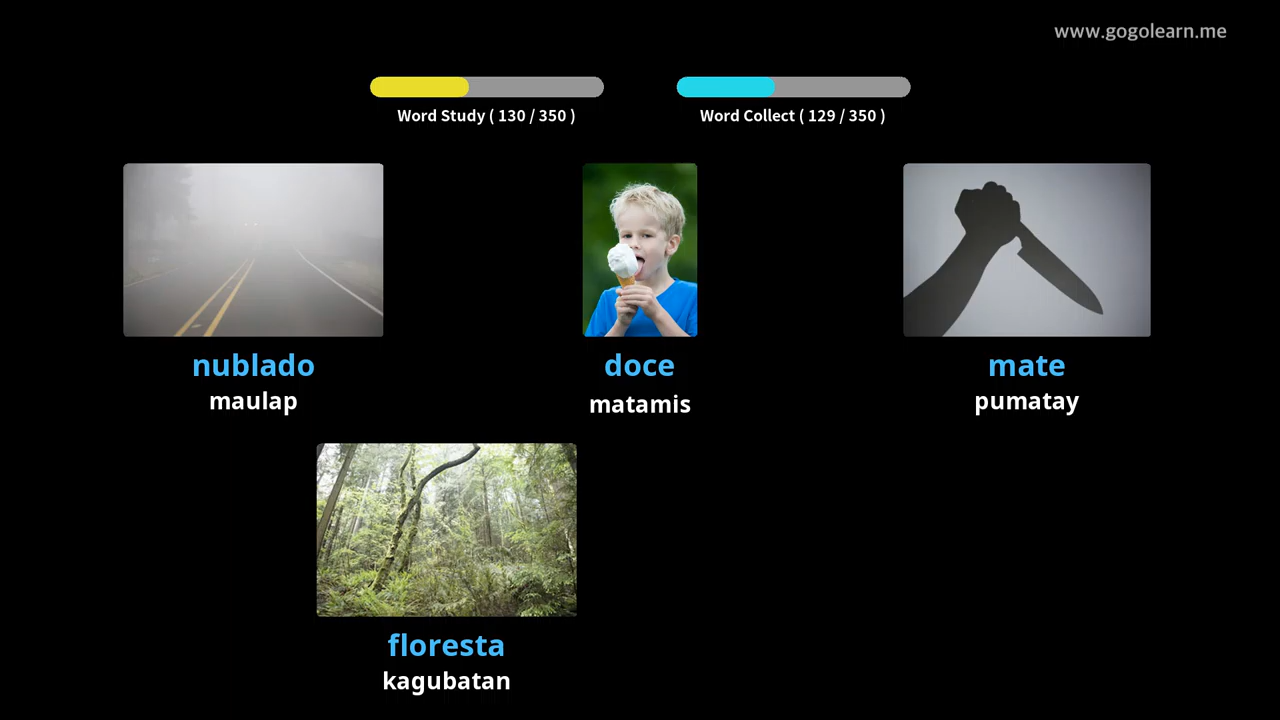 www.gogolearn.me
Word Study ( 130 / 350 )
Word Collect ( 129 / 350 )
nublado
maulap
doce
matamis
mate
pumatay
floresta
kagubatan